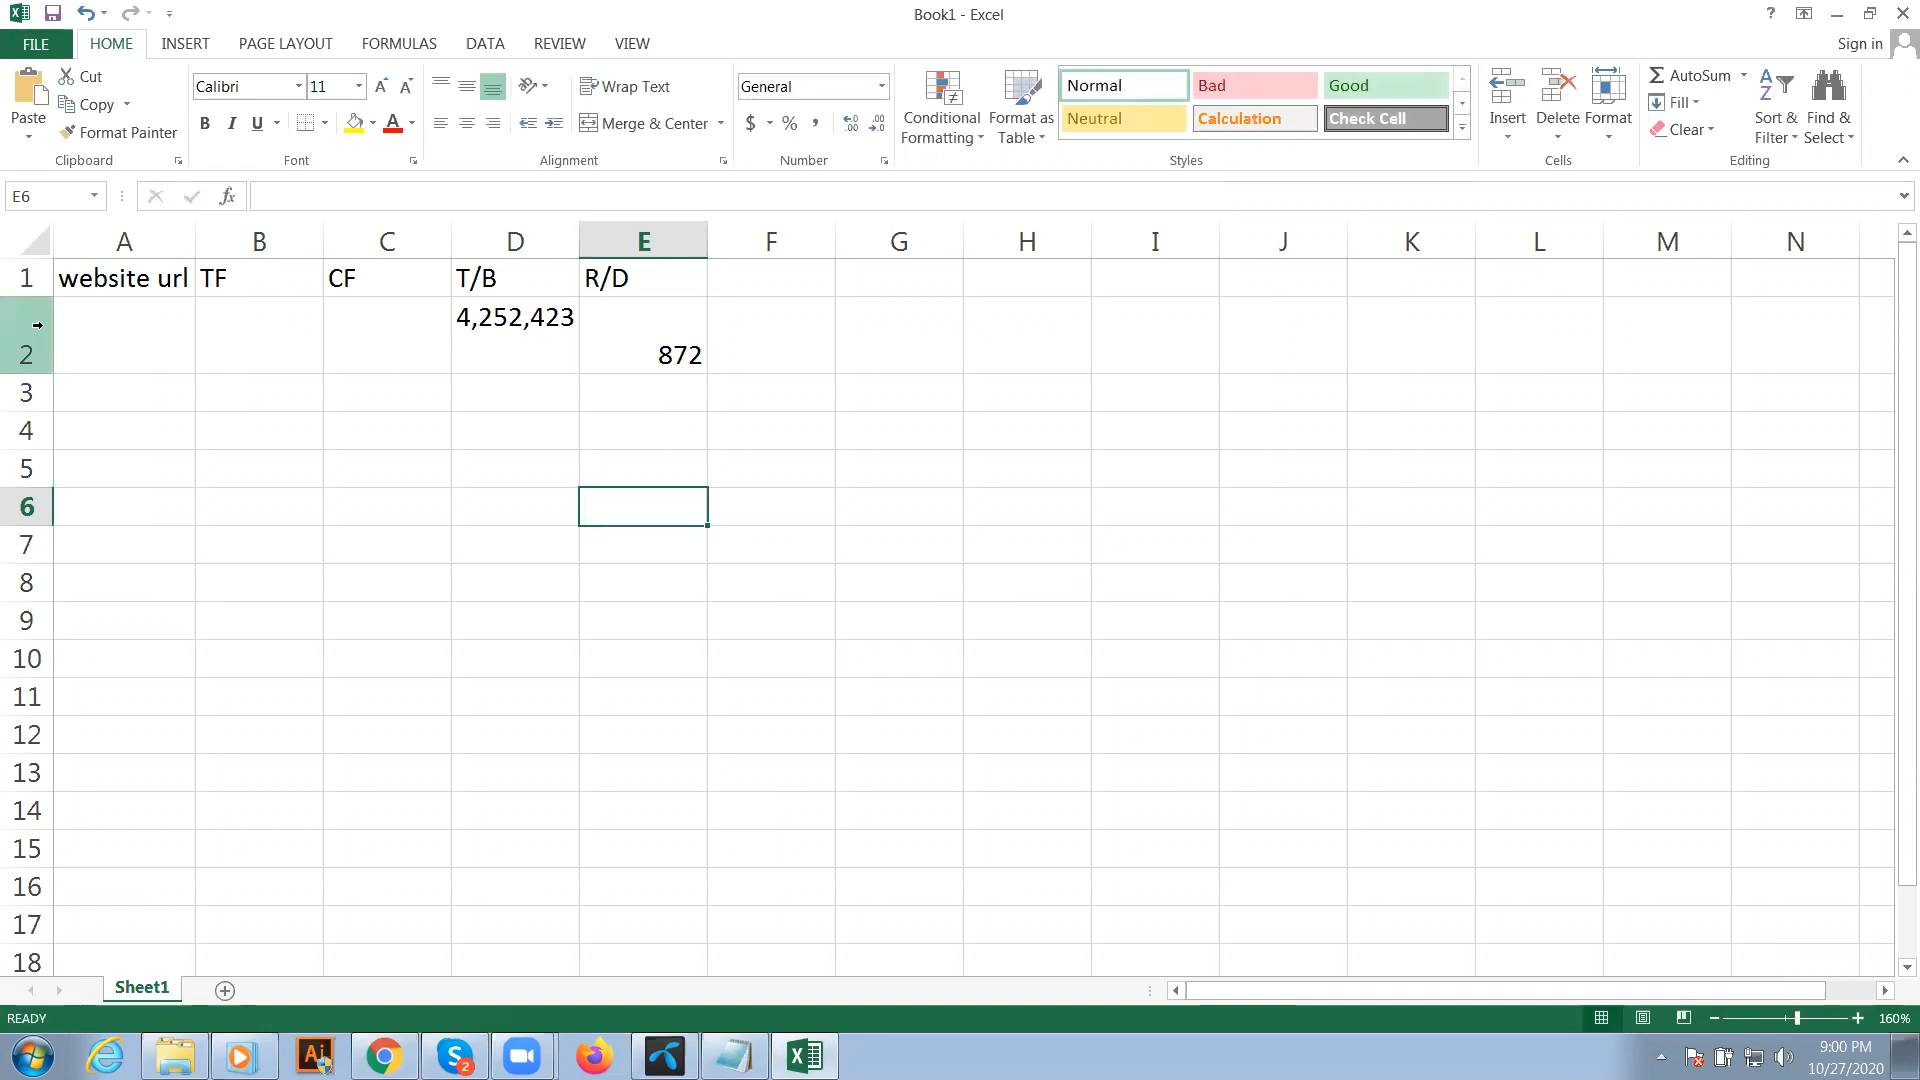 Book1 - Excel
?
FILE HOME INSERT PAGE LAYOUT FORMULAS DATA REVIEW VIEW
Sign in
Paste
Cut
Copy
Format Painter
Clipboard
Calibri 11 A A
B I U A
Font
Wrap Text
Merge & Center
Alignment
General
$ % ,
Number
Conditional Formatting
Format as Table
Normal Bad Good
Neutral Calculation Check Cell
Styles
Insert Delete Format
Cells
AutoSum
Fill
Clear
Sort & Filter
Find & Select
Editing
E6 fx
A B C D E F G H I J K L M N
1 website url TF CF T/B R/D
4,252,423
2 872
3
4
5
6
7
8
9
10
11
12
13
14
15
16
17
18
Sheet1
READY
160%
Ai
2
9:00 PM
10/27/2020